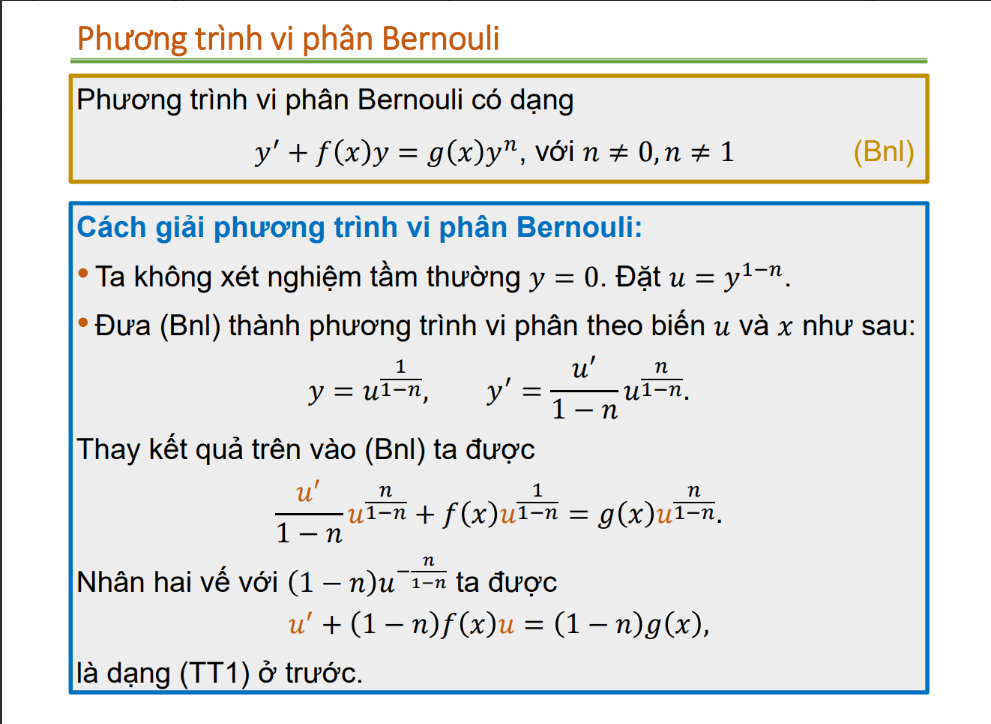 Phương trình vi phân Bernouli
Phương trình vi phân Bernouli có dạng
$y' + f(x)y = g(x)y^n$, với $n \neq 0, n \neq 1$ (Bnl)
Cách giải phương trình vi phân Bernouli:
• Ta không xét nghiệm tầm thường $y = 0$. Đặt $u = y^{1-n}$.
• Đưa (Bnl) thành phương trình vi phân theo biến $u$ và $x$ như sau:
$y = u^{\frac{1}{1-n}}, \quad y' = \frac{u'}{1-n} u^{\frac{n}{1-n}}.$
Thay kết quả trên vào (Bnl) ta được
$\frac{u'}{1-n} u^{\frac{n}{1-n}} + f(x)u^{\frac{1}{1-n}} = g(x)u^{\frac{n}{1-n}}.$
Nhân hai vế với $(1-n)u^{-\frac{n}{1-n}}$ ta được
$u' + (1-n)f(x)u = (1-n)g(x),$
là dạng (TT1) ở trước.